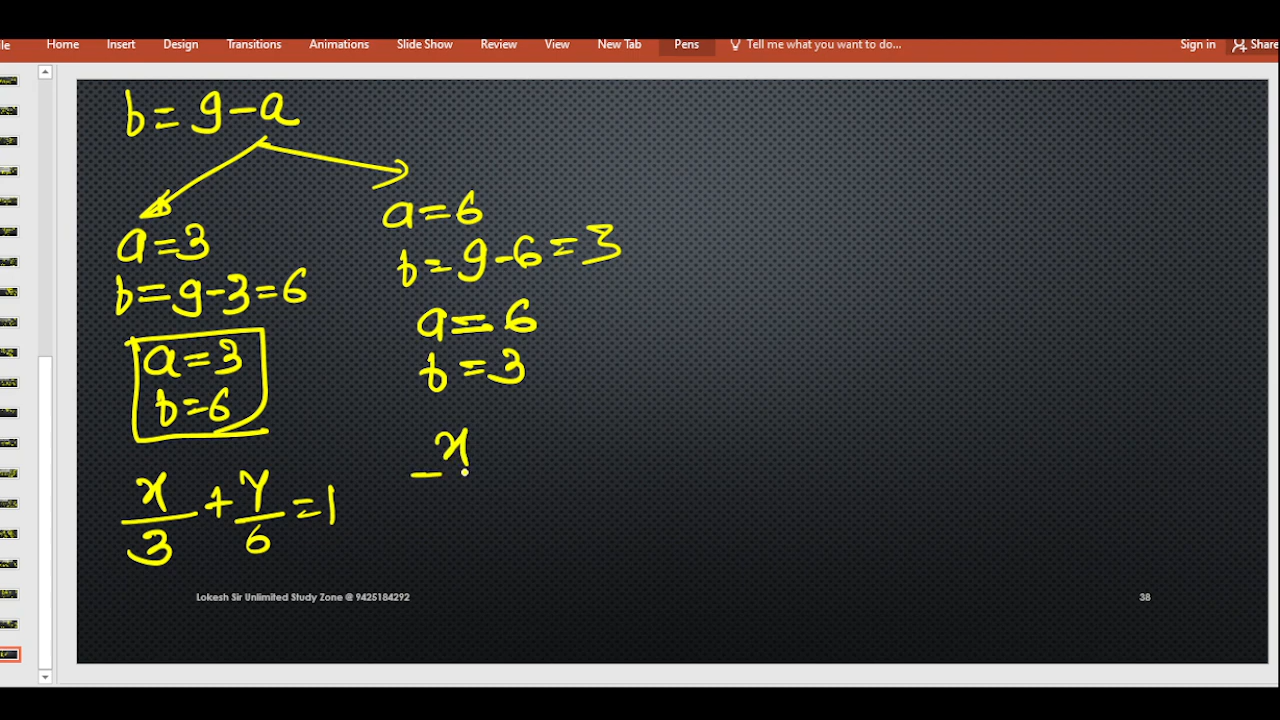 Home Insert Design Transitions Animations Slide Show Review View New Tab Pens Tell me what you want to do... Sign in Share
b = 9 - a
a = 3
b = 9 - 3 = 6
a = 3
b = 6
x/3 + y/6 = 1
a = 6
b = 9 - 6 = 3
a = 6
b = 3
x
Lokesh Sir Unlimited Study Zone @ 9425184292
38